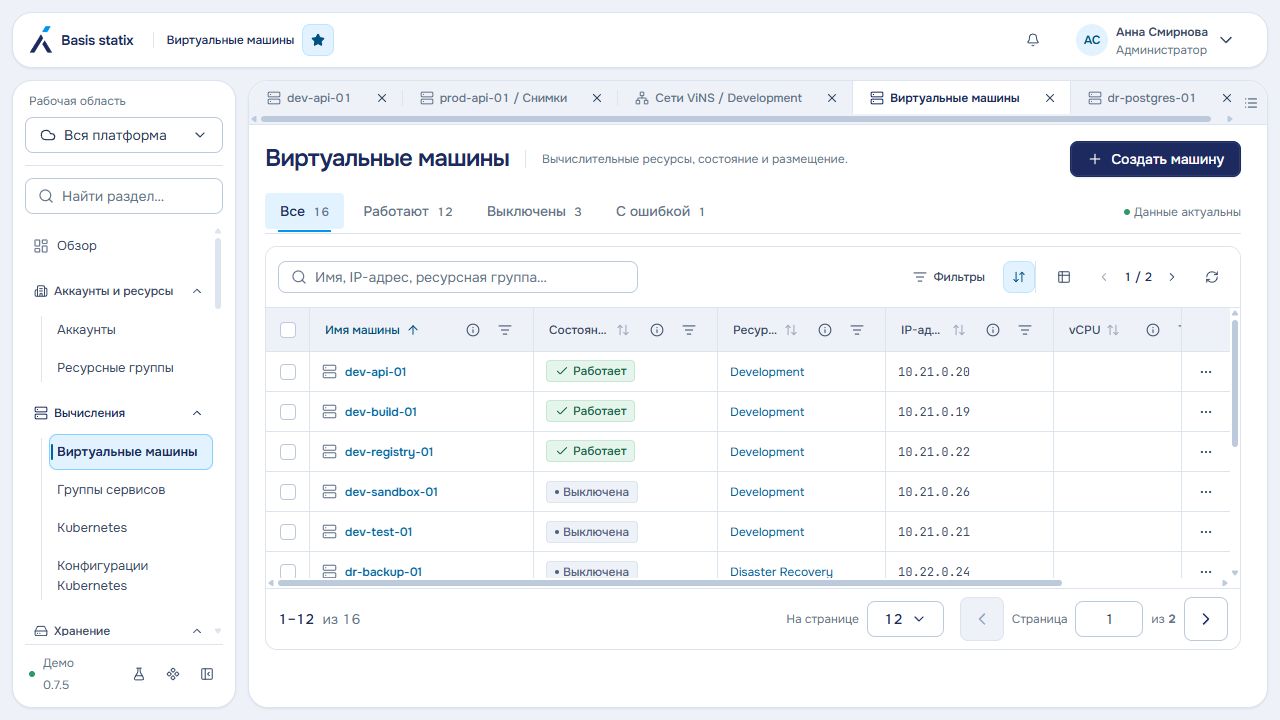 Basis statix
Виртуальные машины
АС
Анна Смирнова
Администратор
Рабочая область
Вся платформа
Найти раздел...
Обзор
Аккаунты и ресурсы
Аккаунты
Ресурсные группы
Вычисления
Виртуальные машины
Группы сервисов
Kubernetes
Конфигурации
Kubernetes
Хранение
Демо
0.7.5
dev-api-01
prod-api-01 / Снимки
Сети ViNS / Development
Виртуальные машины
dr-postgres-01
Виртуальные машины
Вычислительные ресурсы, состояние и размещение.
Создать машину
Все 16
Работают 12
Выключены 3
С ошибкой 1
Данные актуальны
Имя, IP-адрес, ресурсная группа...
Фильтры
1 / 2
Имя машины
Состоян...
Ресур...
IP-ад...
vCPU
dev-api-01 Работает Development 10.21.0.20
dev-build-01 Работает Development 10.21.0.19
dev-registry-01 Работает Development 10.21.0.22
dev-sandbox-01 Выключена Development 10.21.0.26
dev-test-01 Выключена Development 10.21.0.21
dr-backup-01 Выключена Disaster Recovery 10.22.0.24
1–12 из 16
На странице
12
Страница
1
из 2